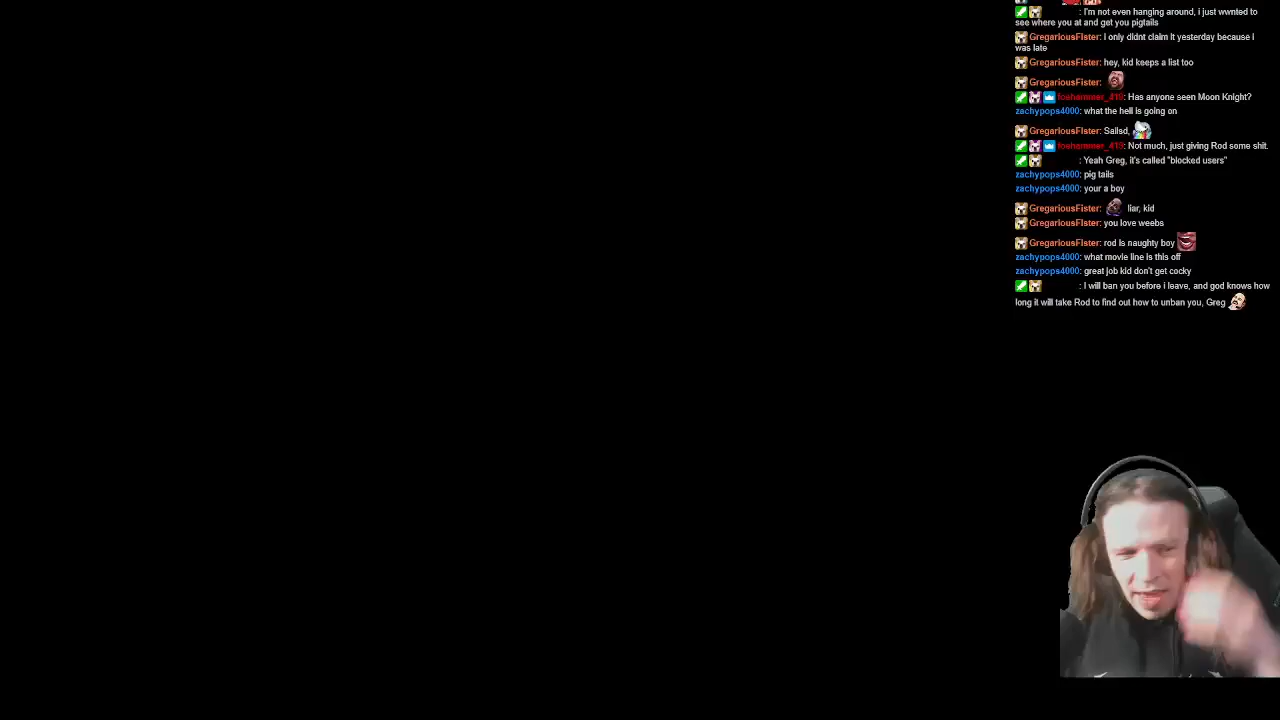 : I'm not even hanging around, i just wwnted to
see where you at and get you pigtails
GregariousFister: i only didnt claim it yesterday because i
was late
GregariousFister: hey, kid keeps a list too
GregariousFister:
foehammer_419: Has anyone seen Moon Knight?
zachypops4000: what the hell is going on
GregariousFister: Sailsd,
foehammer_419: Not much, just giving Rod some shit.
: Yeah Greg, it's called "blocked users"
zachypops4000: pig tails
zachypops4000: your a boy
GregariousFister: liar, kid
GregariousFister: you love weebs
GregariousFister: rod is naughty boy
zachypops4000: what movie line is this off
zachypops4000: great job kid don't get cocky
: I will ban you before i leave, and god knows how
long it will take Rod to find out how to unban you, Greg